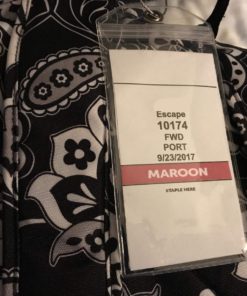 Escape
10174
FWD
PORT
9/23/2017
MAROON
STAPLE HERE